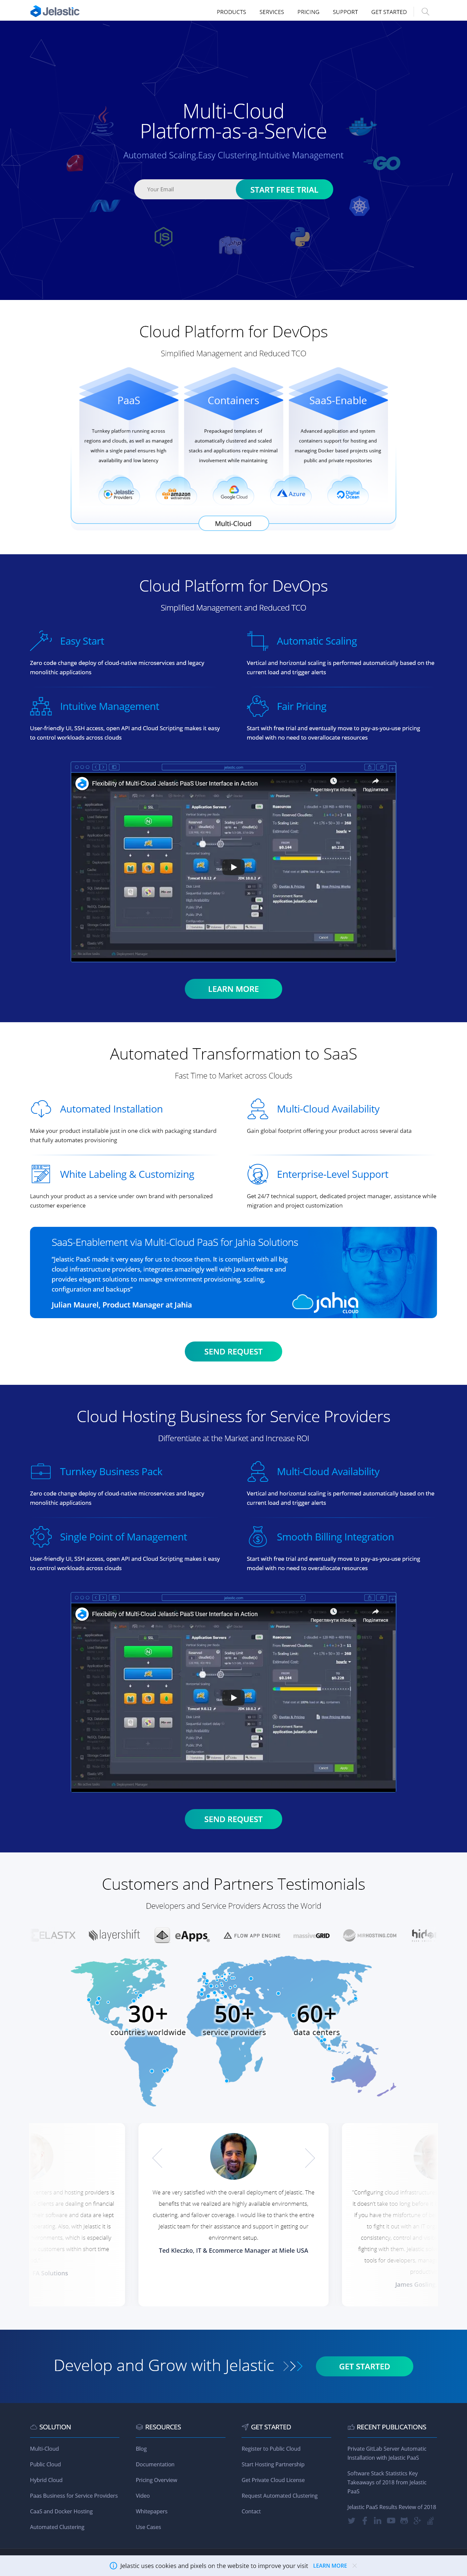 Jelastic
PRODUCTS SERVICES PRICING SUPPORT GET STARTED
Multi-Cloud
Platform-as-a-Service
Automated Scaling.Easy Clustering.Intuitive Management
Your Email START FREE TRIAL
Cloud Platform for DevOps
Simplified Management and Reduced TCO
PaaS
Turnkey platform running across
regions and clouds, as well as managed
within a single panel ensures high
availability and low latency
Containers
Prepackaged templates of
automatically clustered and scaled
stacks and applications require minimal
involvement while maintaining
SaaS-Enable
Advanced application and system
containers support for hosting and
managing Docker based projects using
public and private repositories
Jelastic Providers
amazon webservices
Google Cloud
Azure
Digital Ocean
Multi-Cloud
Cloud Platform for DevOps
Simplified Management and Reduced TCO
Easy Start
Zero code change deploy of cloud-native microservices and legacy
monolithic applications
Automatic Scaling
Vertical and horizontal scaling is performed automatically based on the
current load and trigger alerts
Intuitive Management
User-friendly UI, SSH access, open API and Cloud Scripting makes it easy
to control workloads across clouds
Fair Pricing
Start with free trial and eventually move to pay-as-you-use pricing
model with no need to overallocate resources
jelastic.com
Flexibility of Multi-Cloud Jelastic PaaS User Interface in Action
Переглянути пізніше Поділитися
Application Servers
LEARN MORE
Automated Transformation to SaaS
Fast Time to Market across Clouds
Automated Installation
Make your product installable just in one click with packaging standard
that fully automates provisioning
Multi-Cloud Availability
Gain global footprint offering your product across several data
White Labeling & Customizing
Launch your product as a service under own brand with personalized
customer experience
Enterprise-Level Support
Get 24/7 technical support, dedicated project manager, assistance while
migration and project customization
SaaS-Enablement via Multi-Cloud PaaS for Jahia Solutions
"Jelastic PaaS made it very easy for us to choose them. It is compliant with all big
cloud infrastructure providers, integrates amazingly well with Java software and
provides elegant solutions to manage environment provisioning, scaling,
configuration and backups"
Julian Maurel, Product Manager at Jahia
jahia
CLOUD
SEND REQUEST
Cloud Hosting Business for Service Providers
Differentiate at the Market and Increase ROI
Turnkey Business Pack
Zero code change deploy of cloud-native microservices and legacy
monolithic applications
Multi-Cloud Availability
Vertical and horizontal scaling is performed automatically based on the
current load and trigger alerts
Single Point of Management
User-friendly UI, SSH access, open API and Cloud Scripting makes it easy
to control workloads across clouds
Smooth Billing Integration
Start with free trial and eventually move to pay-as-you-use pricing
model with no need to overallocate resources
jelastic.com
Flexibility of Multi-Cloud Jelastic PaaS User Interface in Action
Переглянути пізніше Поділитися
Application Servers
SEND REQUEST
Customers and Partners Testimonials
Developers and Service Providers Across the World
ELASTX layershift eApps FLOW APP ENGINE massiveGRID HIDORA
30+
countries worldwide
50+
service providers
60+
data centers
We are very satisfied with the overall deployment of Jelastic. The
benefits that we realized are highly available environments,
clustering, and failover coverage. I would like to thank the entire
Jelastic team for their assistance and support in getting our
environment setup.
Ted Kleczko, IT & Ecommerce Manager at Miele USA
Develop and Grow with Jelastic
GET STARTED
SOLUTION
Multi-Cloud
Public Cloud
Hybrid Cloud
Paas Business for Service Providers
CaaS and Docker Hosting
Automated Clustering
RESOURCES
Blog
Documentation
Pricing Overview
Video
Whitepapers
Use Cases
GET STARTED
Register to Public Cloud
Start Hosting Partnership
Get Private Cloud License
Request Automated Clustering
Contact
RECENT PUBLICATIONS
Private GitLab Server Automatic
Installation with Jelastic PaaS
Software Stack Statistics Key
Takeaways of 2018 from Jelastic
PaaS
Jelastic PaaS Results Review of 2018
Jelastic uses cookies and pixels on the website to improve your visit LEARN MORE